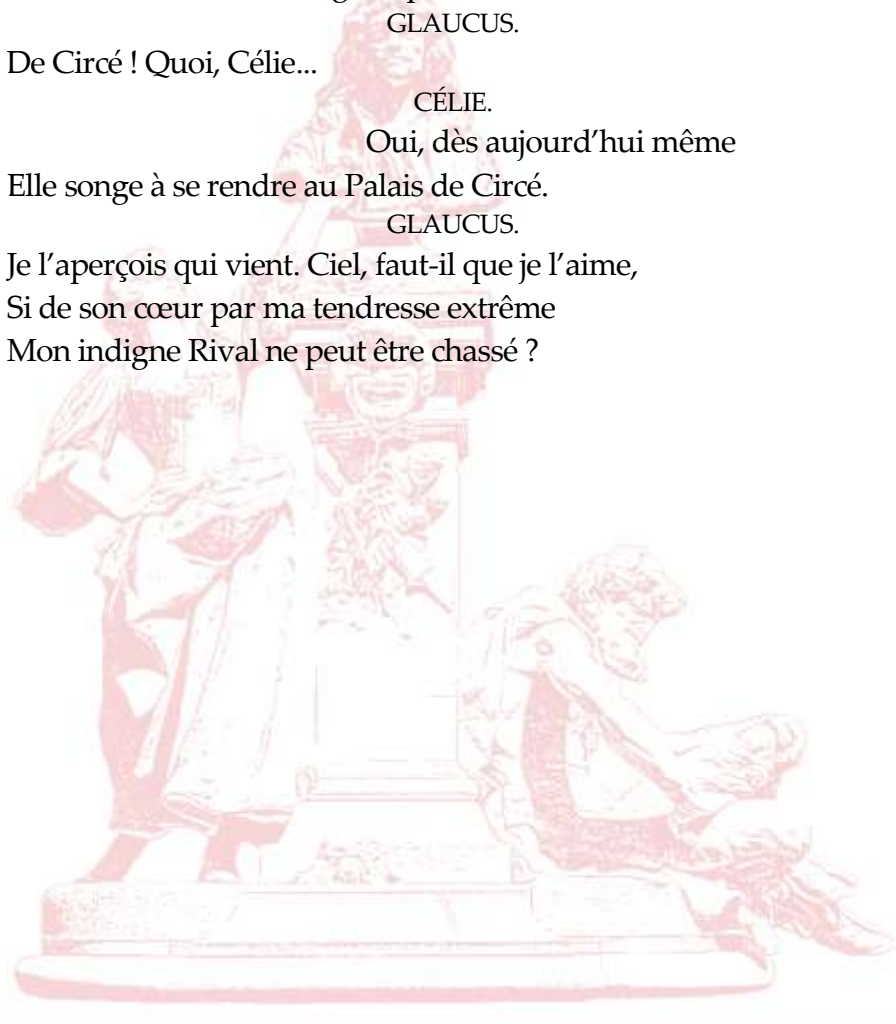 GLAUCUS.
De Circé ! Quoi, Célie...
CÉLIE.
Oui, dès aujourd’hui même
Elle songe à se rendre au Palais de Circé.
GLAUCUS.
Je l’aperçois qui vient. Ciel, faut-il que je l’aime,
Si de son cœur par ma tendresse extrême
Mon indigne Rival ne peut être chassé ?